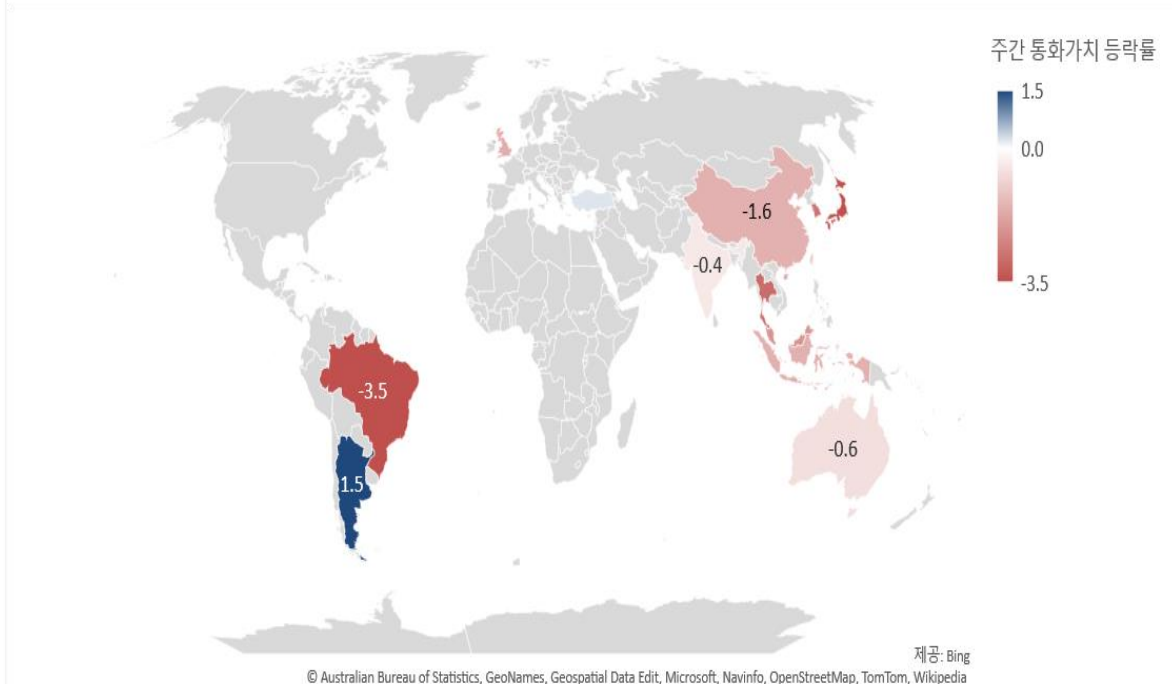 주간 통화가치 등락률
1.5
0.0
-3.5
-1.6
-0.4
-3.5
-0.6
1.5
제공: Bing
© Australian Bureau of Statistics, GeoNames, Geospatial Data Edit, Microsoft, Navinfo, OpenStreetMap, TomTom, Wikipedia